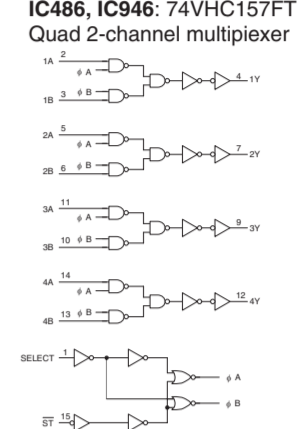 IC486, IC946: 74VHC157FT
Quad 2-channel multipiexer
1A 2
ϕ A
4 1Y
ϕ B
1B 3
2A 5
ϕ A
7 2Y
ϕ B
2B 6
3A 11
ϕ A
9 3Y
ϕ B
3B 10
4A 14
ϕ A
12 4Y
ϕ B
4B 13
SELECT 1
ϕ A
ϕ B
ST 15